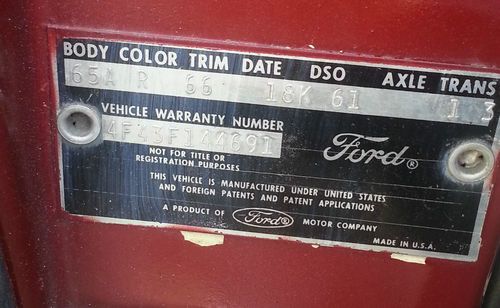 BODY COLOR TRIM DATE DSO AXLE TRANS
65A R 66 18K 61 1 3
VEHICLE WARRANTY NUMBER
4F43F144691
Ford®
NOT FOR TITLE OR
REGISTRATION PURPOSES
THIS VEHICLE IS MANUFACTURED UNDER UNITED STATES
AND FOREIGN PATENTS AND PATENT APPLICATIONS
A PRODUCT OF Ford® MOTOR COMPANY
MADE IN U.S.A.